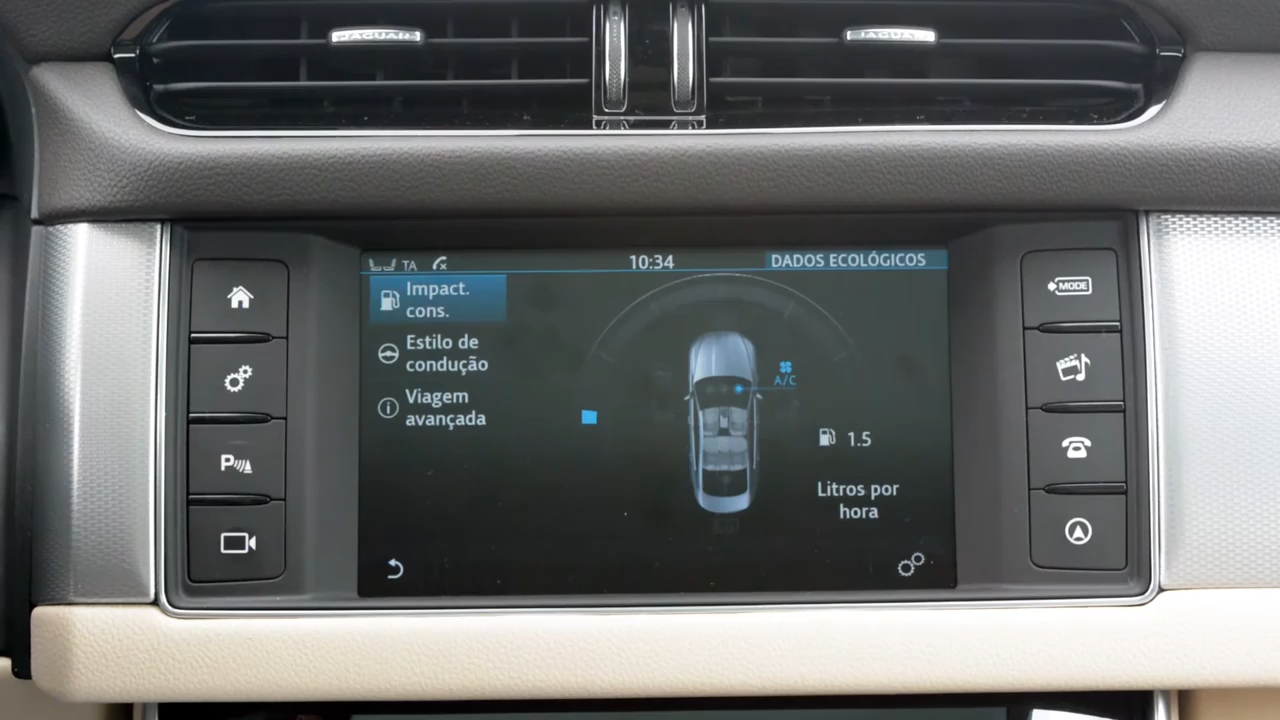 JAGUAR
JAGUAR
TA
10:34
DADOS ECOLÓGICOS
Impact.
cons.
Estilo de
condução
Viagem
avançada
A/C
1.5
Litros por
hora
P
MODE